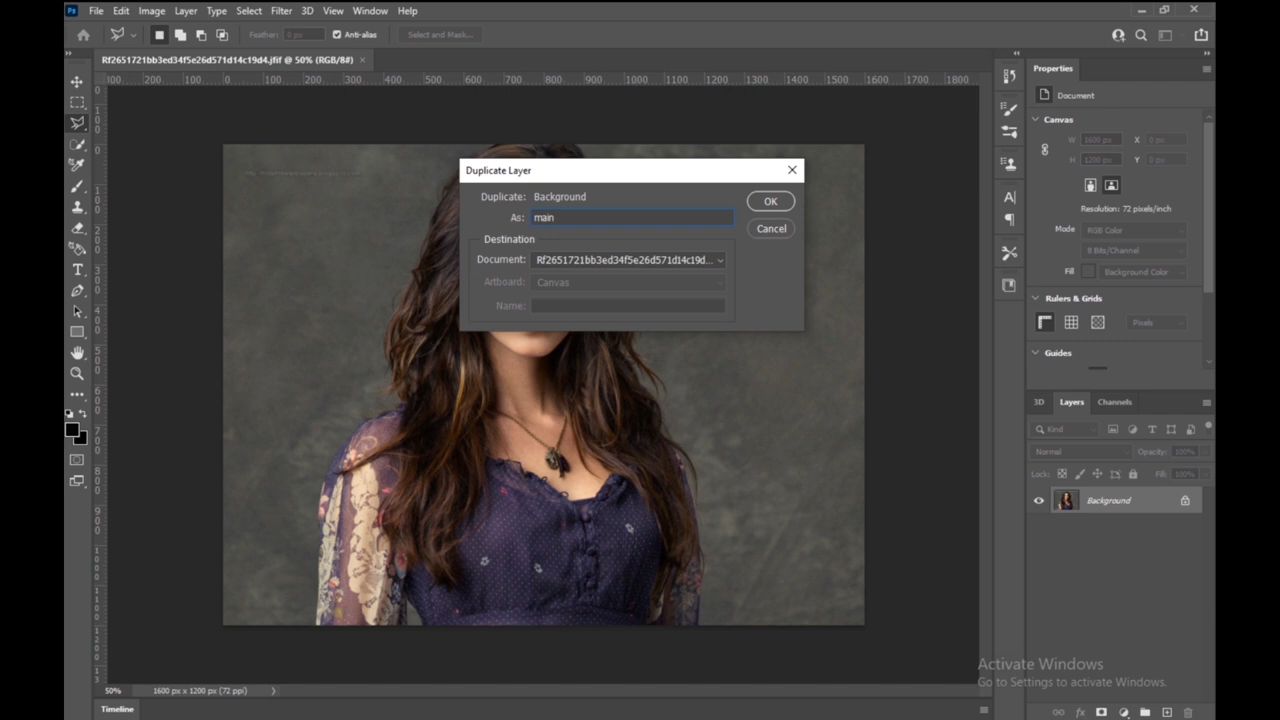 Ps File Edit Image Layer Type Select Filter 3D View Window Help
Feather: 0 px Anti-alias Select and Mask...
Rf2651721bb3ed34f5e26d571d14c19d4.jfif @ 50% (RGB/8#) ×
300 200 100 0 100 200 300 400 500 600 700 800 900 1000 1100 1200 1300 1400 1500 1600 1700 1800
Properties
Document
Canvas
W 1600 px X 0 px
H 1200 px Y 0 px
Resolution: 72 pixels/inch
Mode RGB Color
8 Bits/Channel
Fill Background Color
Rulers & Grids
Pixels
Guides
Duplicate Layer
Duplicate: Background
As: main
Destination
Document: Rf2651721bb3ed34f5e26d571d14c19d...
Artboard: Canvas
Name:
OK
Cancel
3D Layers Channels
Kind
Normal Opacity: 100%
Lock: Fill: 100%
Background
Activate Windows
Go to Settings to activate Windows.
50% 1600 px x 1200 px (72 ppi)
Timeline